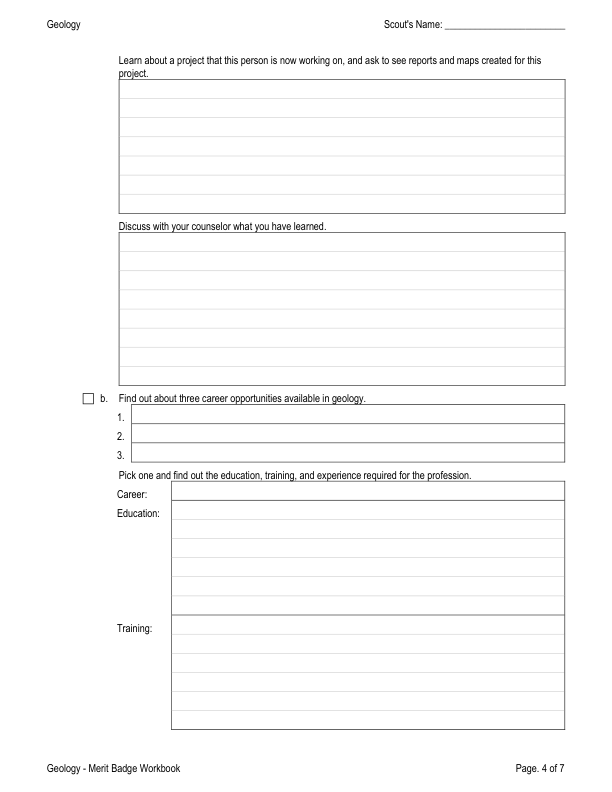 Geology Scout's Name: ________________________
Learn about a project that this person is now working on, and ask to see reports and maps created for this
project.
Discuss with your counselor what you have learned.
b. Find out about three career opportunities available in geology.
1.
2.
3.
Pick one and find out the education, training, and experience required for the profession.
Career:
Education:
Training:
Geology - Merit Badge Workbook Page. 4 of 7